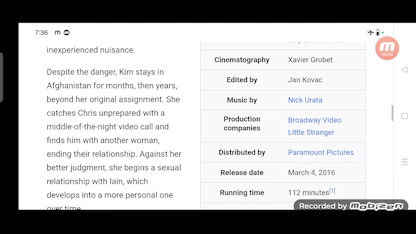 7:36
inexperienced nuisance.
Despite the danger, Kim stays in
Afghanistan for months, then years,
beyond her original assignment. She
catches Chris unprepared with a
middle-of-the-night video call and
finds him with another woman,
ending their relationship. Against her
better judgment, she begins a sexual
relationship with Iain, which
develops into a more personal one
over time.
Cinematography Xavier Grobet
Edited by Jan Kovac
Music by Nick Urata
Production Broadway Video
companies Little Stranger
Distributed by Paramount Pictures
Release date March 4, 2016
Running time 112 minutes[1]
Recorded by Mobizen